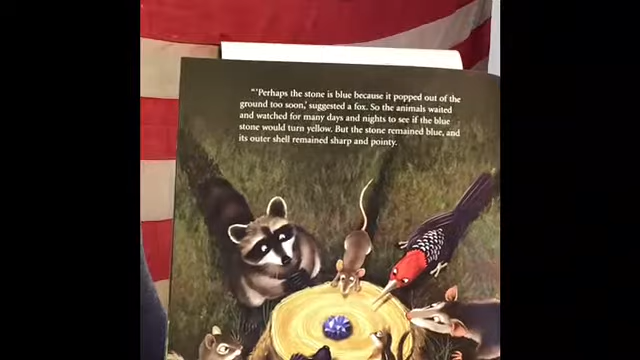 "'Perhaps the stone is blue because it popped out of the
ground too soon,' suggested a fox. So the animals waited
and watched for many days and nights to see if the blue
stone would turn yellow. But the stone remained blue, and
its outer shell remained sharp and pointy.